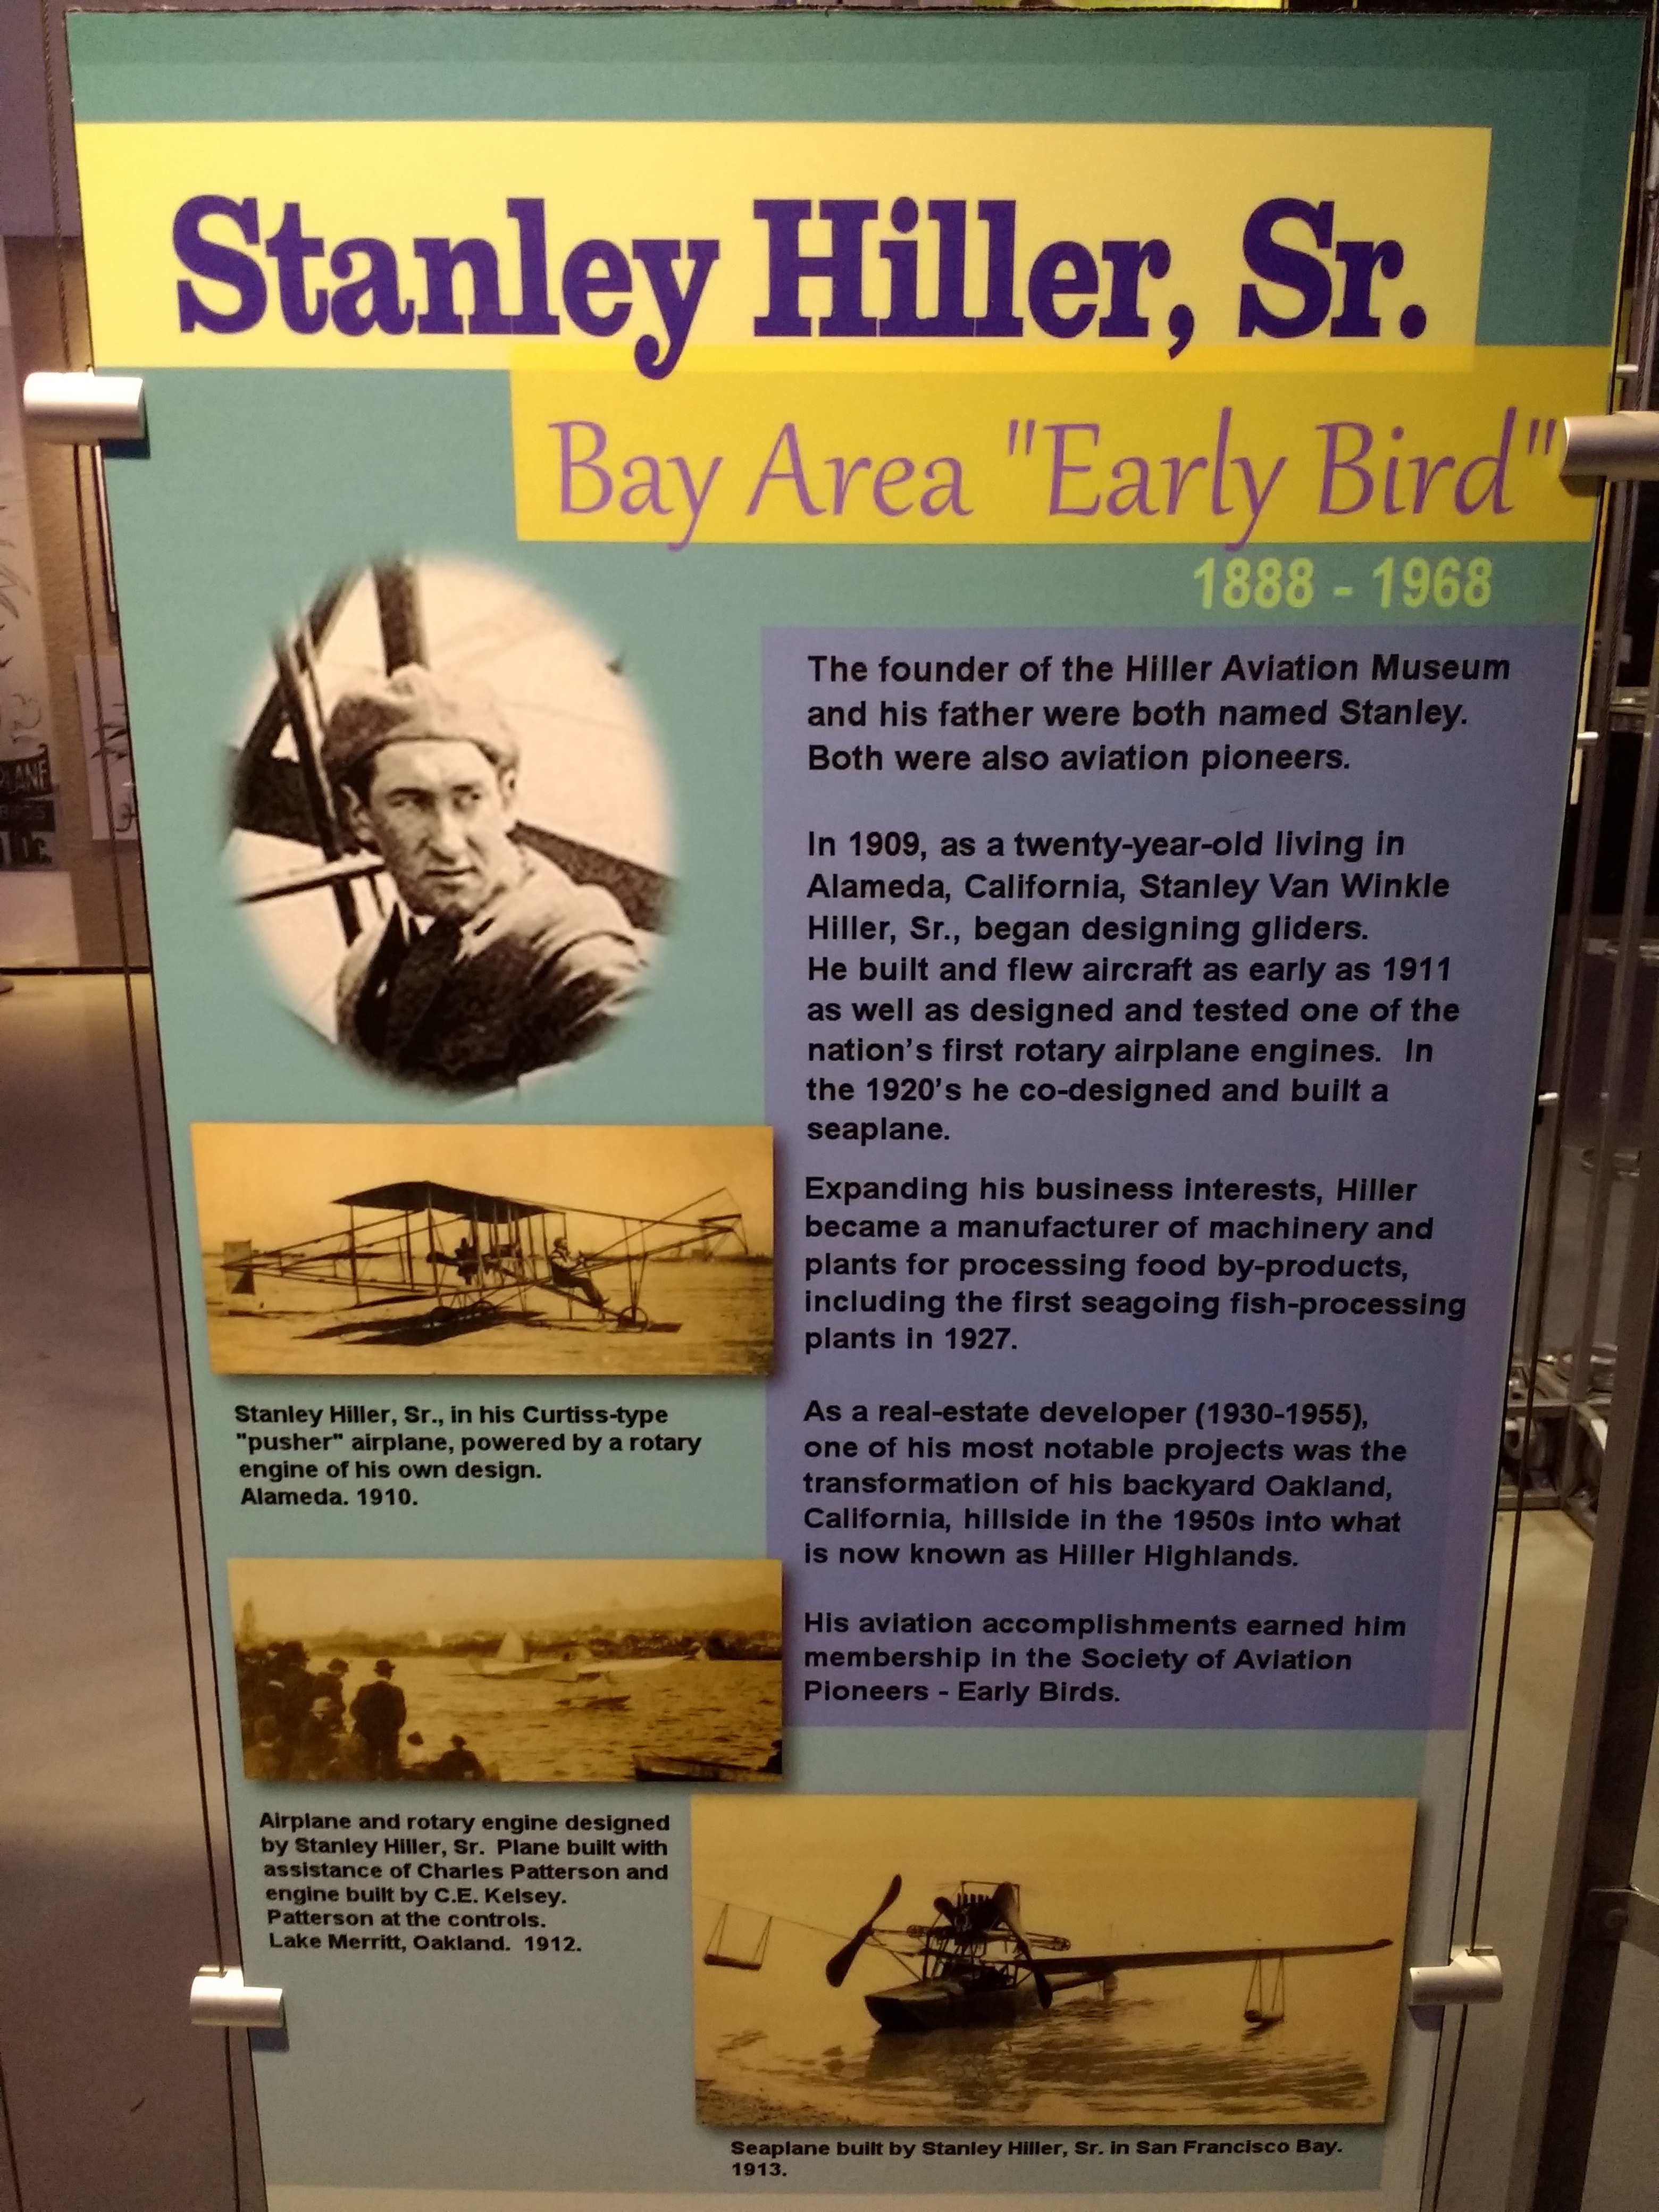 Stanley Hiller, Sr.
Bay Area "Early Bird"
1888 - 1968
The founder of the Hiller Aviation Museum
and his father were both named Stanley.
Both were also aviation pioneers.
In 1909, as a twenty-year-old living in
Alameda, California, Stanley Van Winkle
Hiller, Sr., began designing gliders.
He built and flew aircraft as early as 1911
as well as designed and tested one of the
nation's first rotary airplane engines.  In
the 1920's he co-designed and built a
seaplane.
Expanding his business interests, Hiller
became a manufacturer of machinery and
plants for processing food by-products,
including the first seagoing fish-processing
plants in 1927.
As a real-estate developer (1930-1955),
one of his most notable projects was the
transformation of his backyard Oakland,
California, hillside in the 1950s into what
is now known as Hiller Highlands.
His aviation accomplishments earned him
membership in the Society of Aviation
Pioneers - Early Birds.
Stanley Hiller, Sr., in his Curtiss-type
"pusher" airplane, powered by a rotary
engine of his own design.
Alameda. 1910.
Airplane and rotary engine designed
by Stanley Hiller, Sr.  Plane built with
assistance of Charles Patterson and
engine built by C.E. Kelsey.
Patterson at the controls.
Lake Merritt, Oakland.  1912.
Seaplane built by Stanley Hiller, Sr. in San Francisco Bay.
1913.